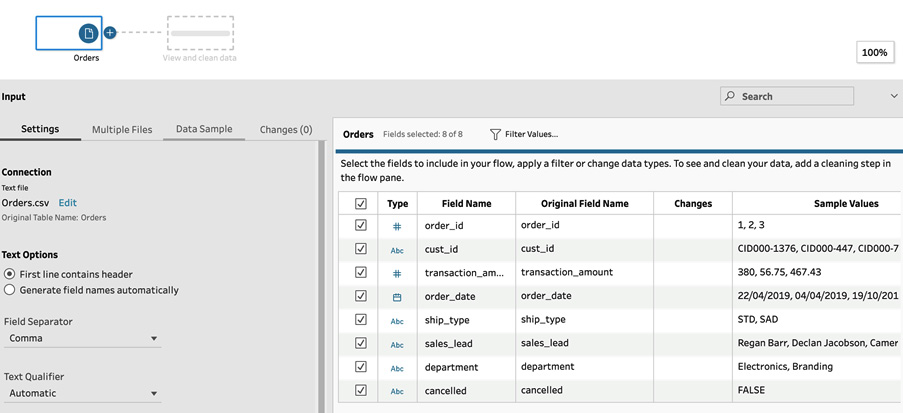 Orders
View and clean data
100%
Input
Search
Settings
Multiple Files
Data Sample
Changes (0)
Connection
Text file
Orders.csv Edit
Original Table Name: Orders
Text Options
First line contains header
Generate field names automatically
Field Separator
Comma
Text Qualifier
Automatic
Orders Fields selected: 8 of 8 Filter Values...
Select the fields to include in your flow, apply a filter or change data types. To see and clean your data, add a cleaning step in
the flow pane.
Type Field Name Original Field Name Changes Sample Values
# order_id order_id 1, 2, 3
Abc cust_id cust_id CID000-1376, CID000-447, CID000-7
# transaction_am... transaction_amount 380, 56.75, 467.43
order_date order_date 22/04/2019, 04/04/2019, 19/10/201
Abc ship_type ship_type STD, SAD
Abc sales_lead sales_lead Regan Barr, Declan Jacobson, Camer
Abc department department Electronics, Branding
Abc cancelled cancelled FALSE